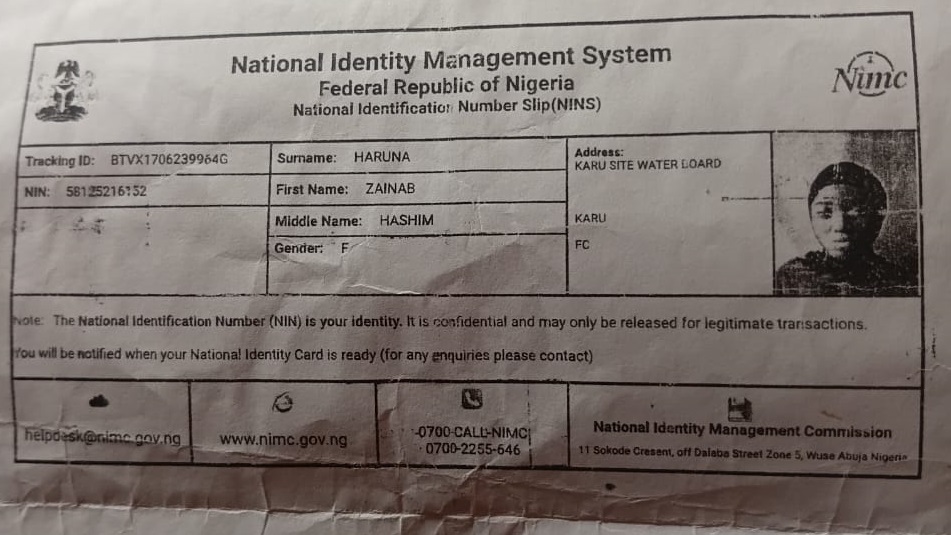 National Identity Management System
Federal Republic of Nigeria
National Identification Number Slip(NINS)
Nimc
Tracking ID: BTVX1706239964G
NIN:
Surname: HARUNA
First Name: ZAINAB
Middle Name: HASHIM
Gender: F
Address:
KARU SITE WATER BOARD
KARU
FC
Note: The National Identification Number (NIN) is your identity. It is confidential and may only be released for legitimate transactions.
You will be notified when your National Identity Card is ready (for any enquiries please contact)
helpdesk@nimc.gov.ng
www.nimc.gov.ng
0700-CALL-NIMC
0700-2255-646
National Identity Management Commission
11 Sokode Cresent, off Dalaba Street Zone 5, Wuse Abuja Nigeria